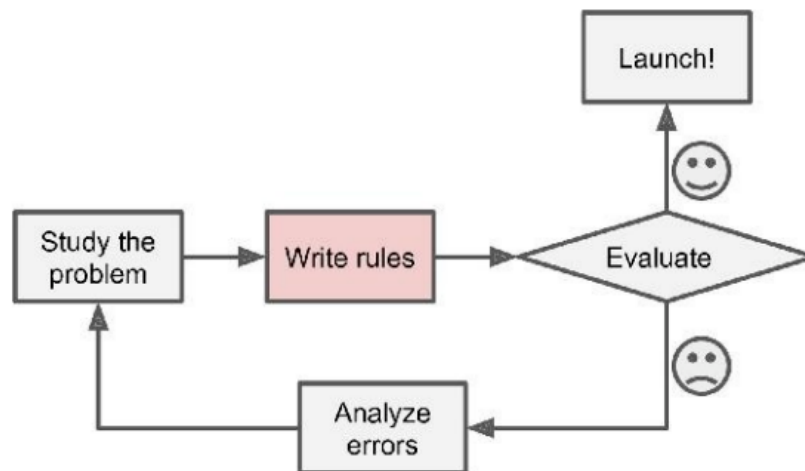 Launch!
Study the
problem
Write rules
Evaluate
Analyze
errors